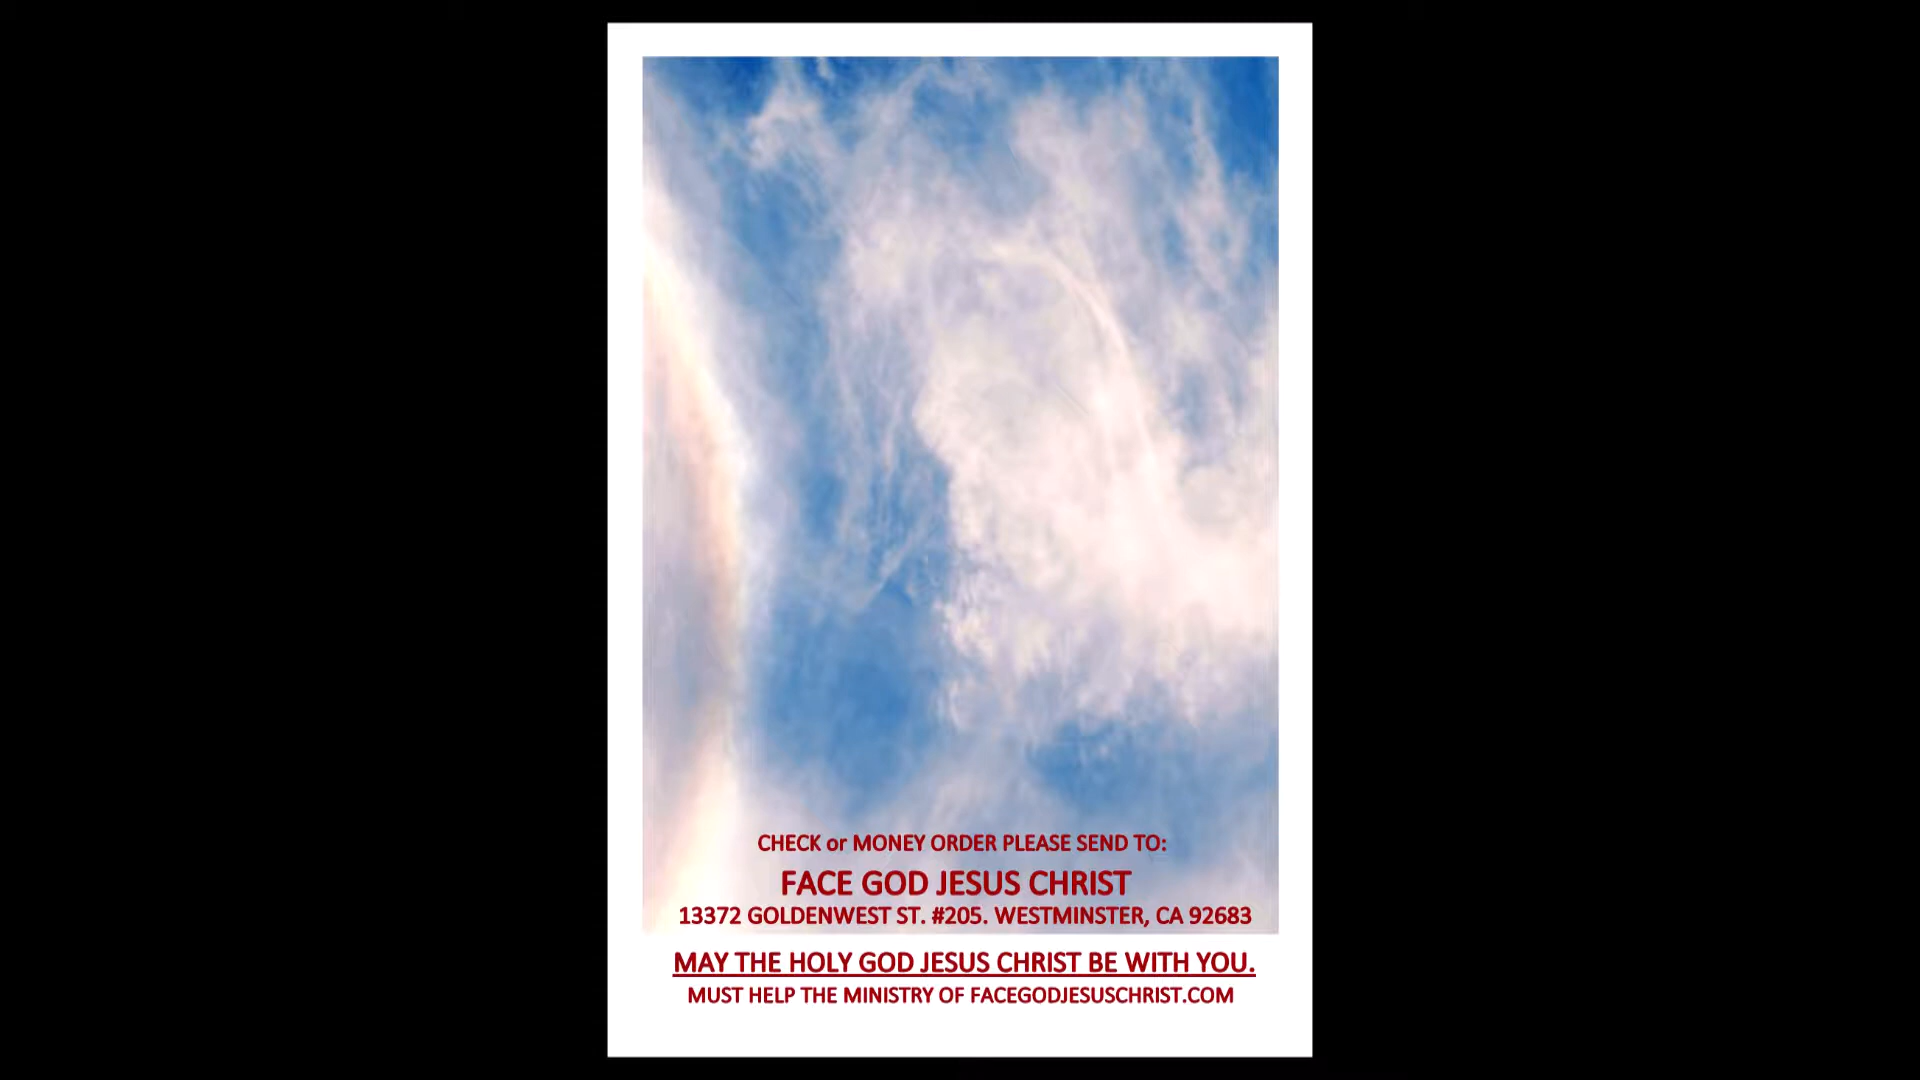 CHECK or MONEY ORDER PLEASE SEND TO:
FACE GOD JESUS CHRIST
13372 GOLDENWEST ST. #205. WESTMINSTER, CA 92683
MAY THE HOLY GOD JESUS CHRIST BE WITH YOU.
MUST HELP THE MINISTRY OF FACEGODJESUSCHRIST.COM